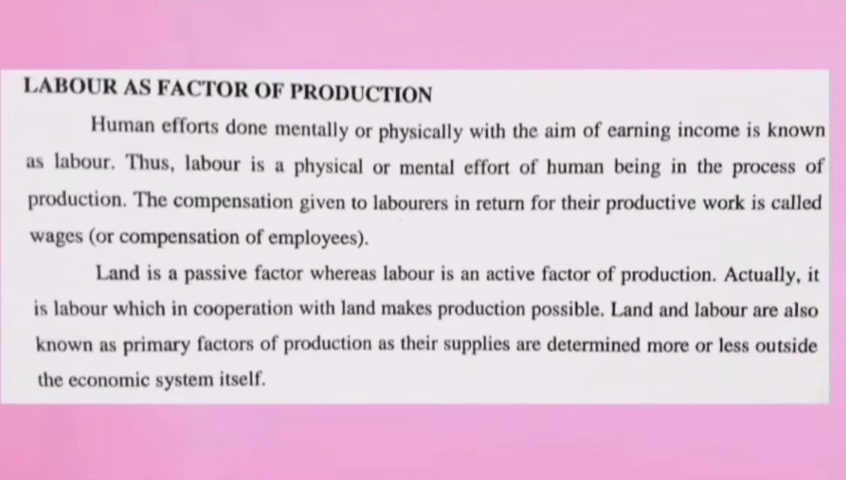 LABOUR AS FACTOR OF PRODUCTION
Human efforts done mentally or physically with the aim of earning income is known
as labour. Thus, labour is a physical or mental effort of human being in the process of
production. The compensation given to labourers in return for their productive work is called
wages (or compensation of employees).
Land is a passive factor whereas labour is an active factor of production. Actually, it
is labour which in cooperation with land makes production possible. Land and labour are also
known as primary factors of production as their supplies are determined more or less outside
the economic system itself.